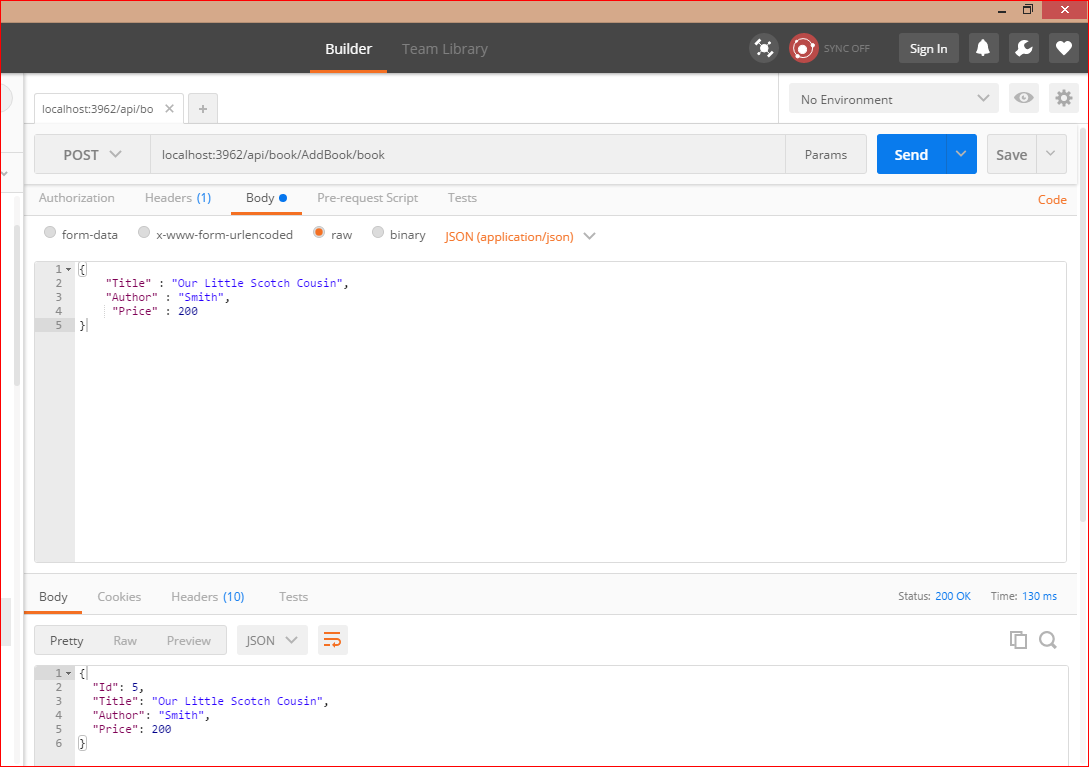 Builder Team Library SYNC OFF Sign In
localhost:3962/api/bo × + No Environment
POST localhost:3962/api/book/AddBook/book Params Send Save
Authorization Headers (1) Body Pre-request Script Tests Code
form-data x-www-form-urlencoded raw binary JSON (application/json)
1 {
2 "Title" : "Our Little Scotch Cousin",
3 "Author" : "Smith",
4 "Price" : 200
5 }
Body Cookies Headers (10) Tests Status: 200 OK Time: 130 ms
Pretty Raw Preview JSON
1 {
2 "Id": 5,
3 "Title": "Our Little Scotch Cousin",
4 "Author": "Smith",
5 "Price": 200
6 }